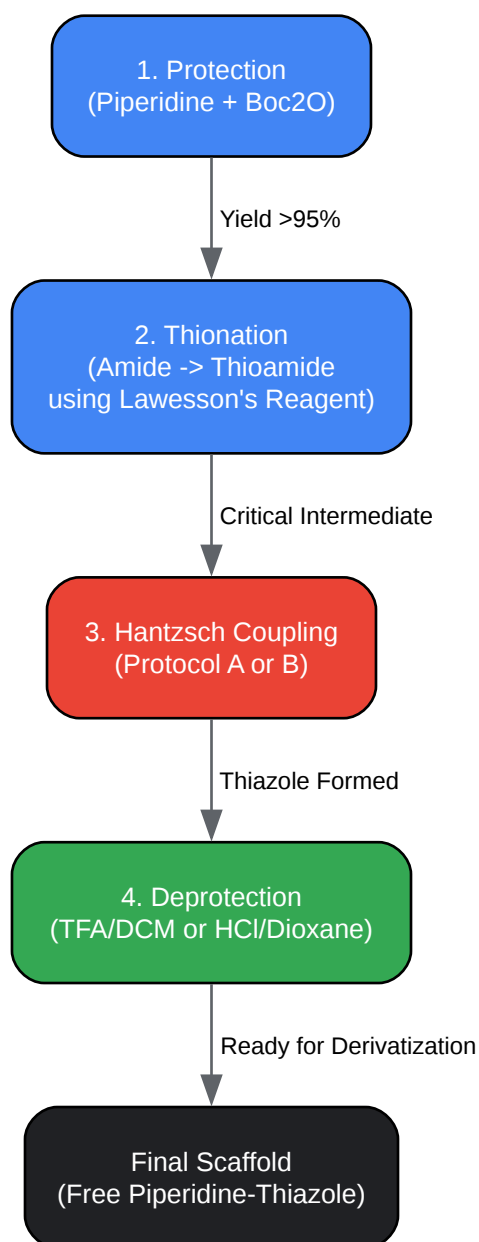 1. Protection
(Piperidine + Boc2O)
Yield >95%
2. Thionation
(Amide -> Thioamide
using Lawesson's Reagent)
Critical Intermediate
3. Hantzsch Coupling
(Protocol A or B)
Thiazole Formed
4. Deprotection
(TFA/DCM or HCl/Dioxane)
Ready for Derivatization
Final Scaffold
(Free Piperidine-Thiazole)